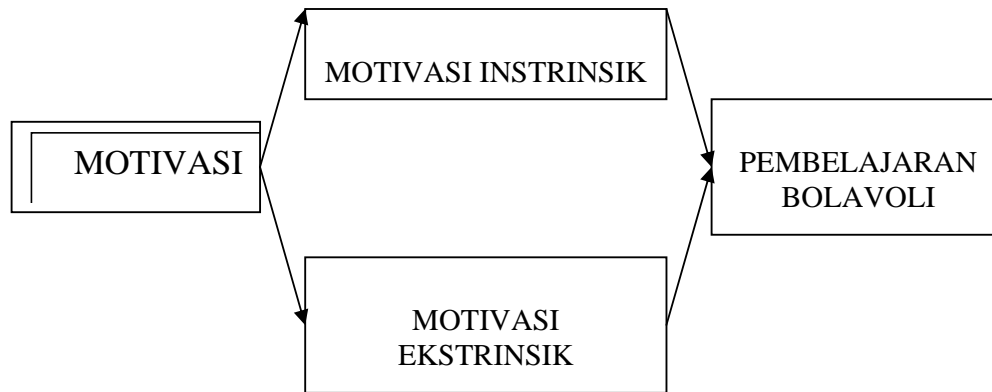 MOTIVASI INSTRINSIK
MOTIVASI
PEMBELAJARAN
BOLAVOLI
MOTIVASI
EKSTRINSIK